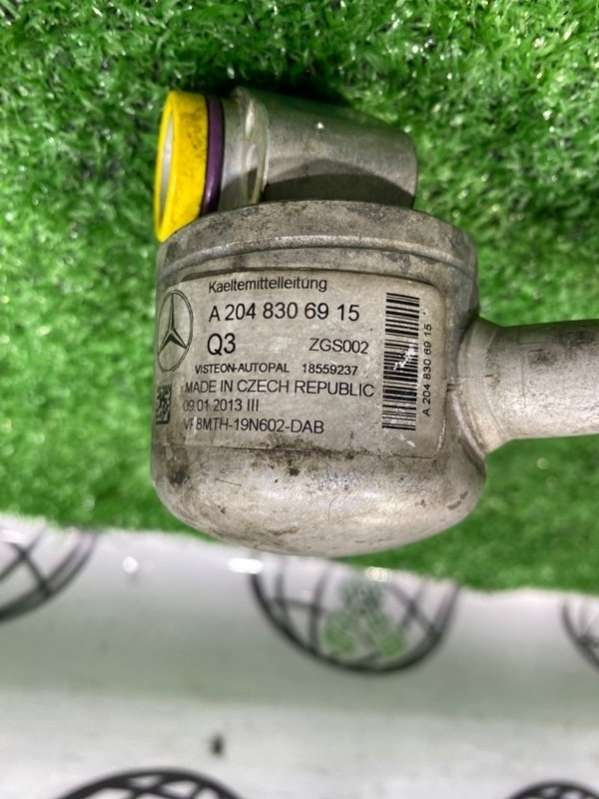 Kaeltemittelleitung
A 204 830 69 15
Q3 ZGS002
VISTEON-AUTOPAL 18559237
MADE IN CZECH REPUBLIC
09.01 2013 III
VP8MTH-19N602-DAB
A 204 830 69 15